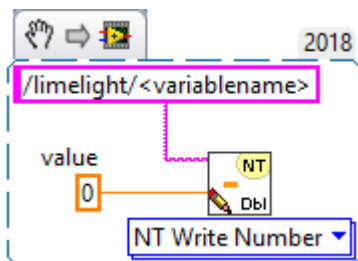 2018
/limelight/<variablename>
value
0
NT
Dbl
NT Write Number